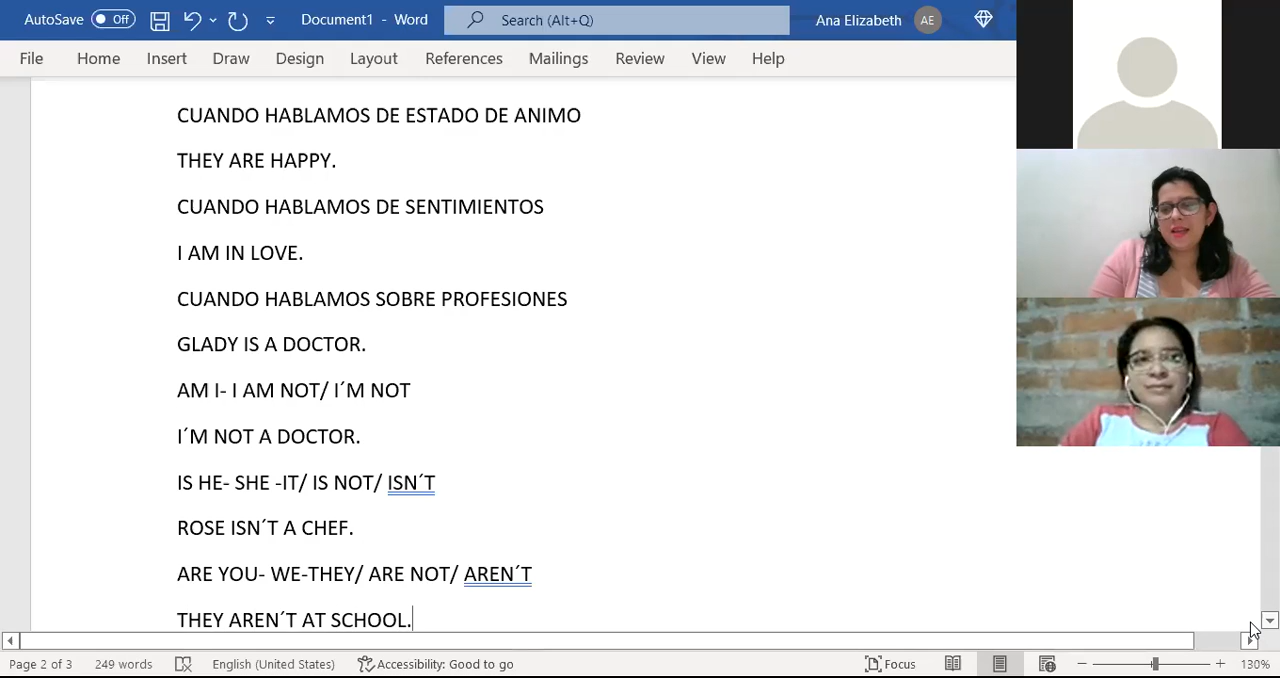 AutoSave Off Document1 - Word Search (Alt+Q) Ana Elizabeth AE
File Home Insert Draw Design Layout References Mailings Review View Help
CUANDO HABLAMOS DE ESTADO DE ANIMO
THEY ARE HAPPY.
CUANDO HABLAMOS DE SENTIMIENTOS
I AM IN LOVE.
CUANDO HABLAMOS SOBRE PROFESIONES
GLADY IS A DOCTOR.
AM I- I AM NOT/ I´M NOT
I´M NOT A DOCTOR.
IS HE- SHE -IT/ IS NOT/ ISN´T
ROSE ISN´T A CHEF.
ARE YOU- WE-THEY/ ARE NOT/ AREN´T
THEY AREN´T AT SCHOOL.
Page 2 of 3 249 words English (United States) Accessibility: Good to go Focus 130%